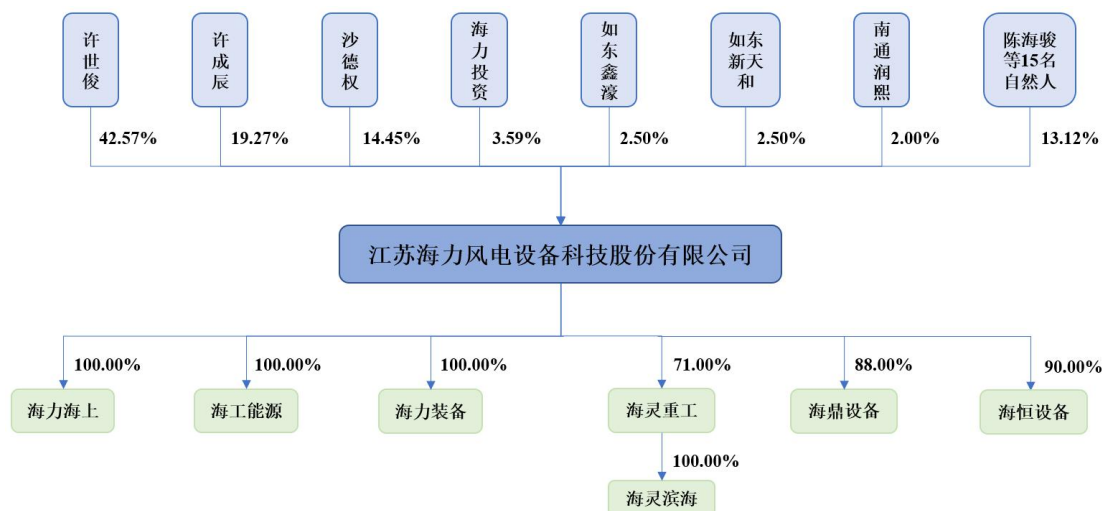 许世俊
许成辰
沙德权
海力投资
如东鑫濠
如东
新天
和
南通润熙
陈海骏
等15名
自然人
42.57%
19.27%
14.45%
3.59%
2.50%
2.50%
2.00%
13.12%
江苏海力风电设备科技股份有限公司
100.00%
100.00%
100.00%
71.00%
88.00%
90.00%
海力海上
海工能源
海力装备
海灵重工
海鼎设备
海恒设备
100.00%
海灵滨海